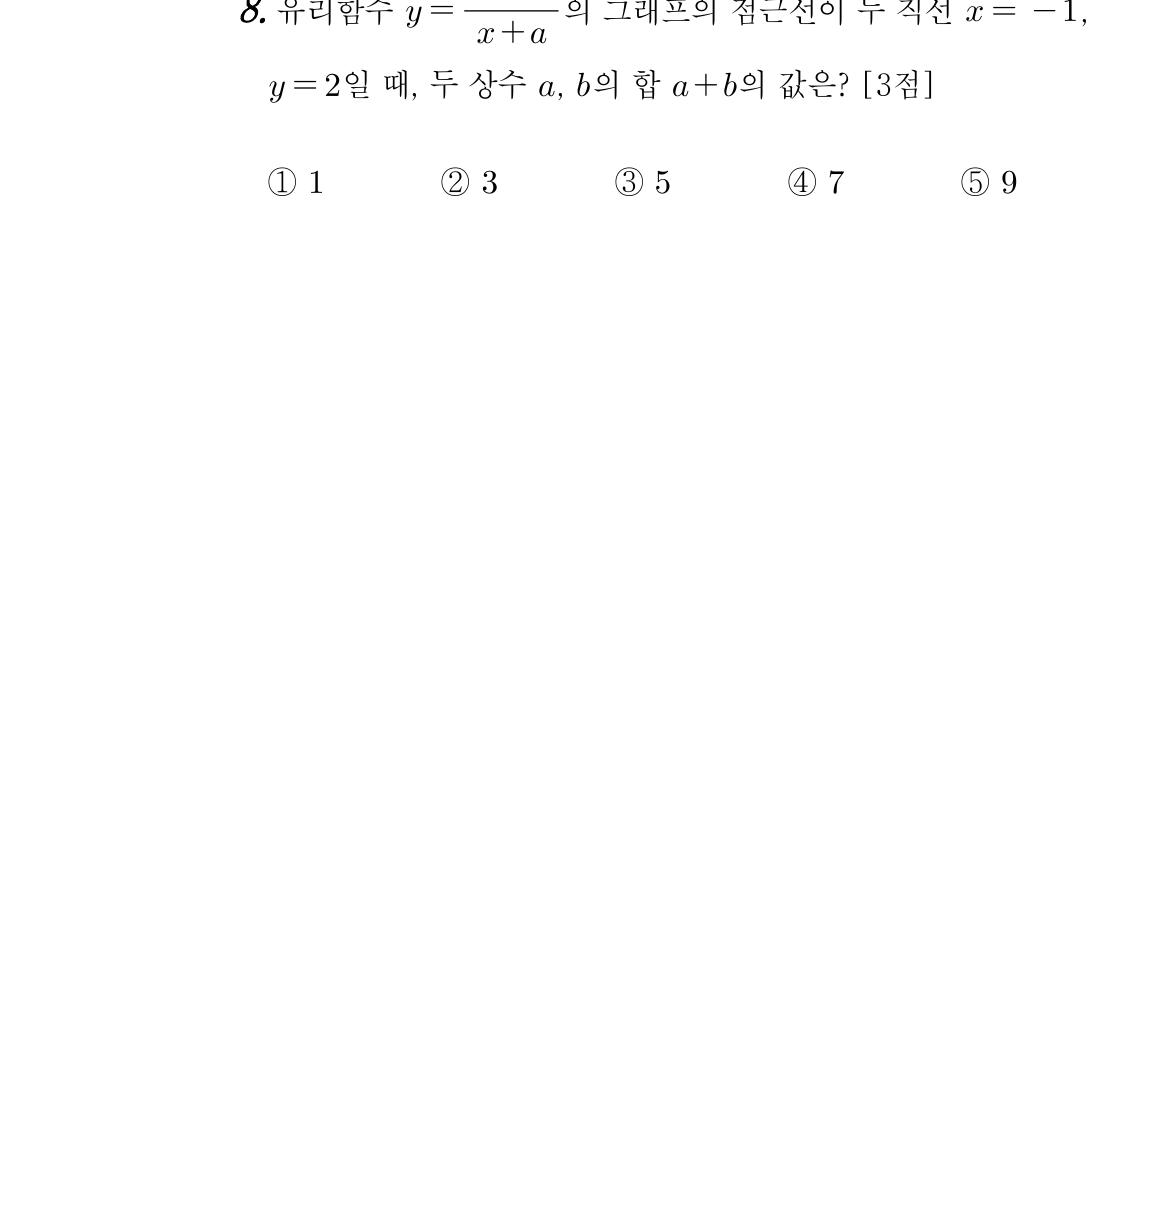 8. 유리함수 y = / x+a 의 그래프의 점근선이 두 직선 x = −1,
y = 2일 때, 두 상수 a, b의 합 a+b의 값은? [3점]
① 1 ② 3 ③ 5 ④ 7 ⑤ 9